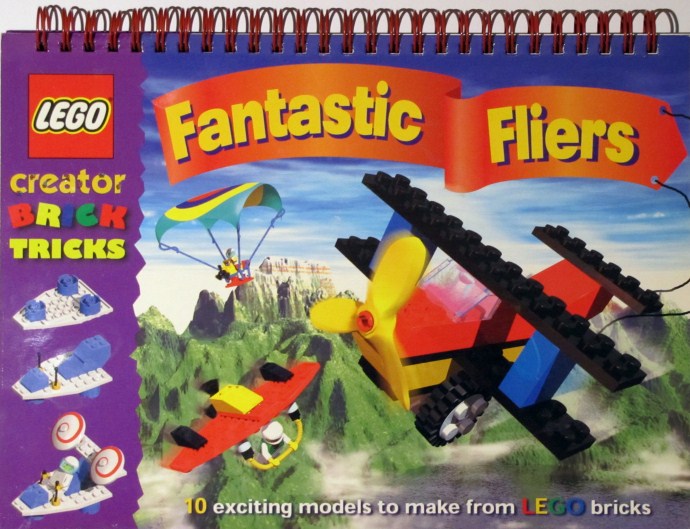 LEGO
creator
BRICK
TRICKS
Fantastic Fliers
10 exciting models to make from LEGO bricks